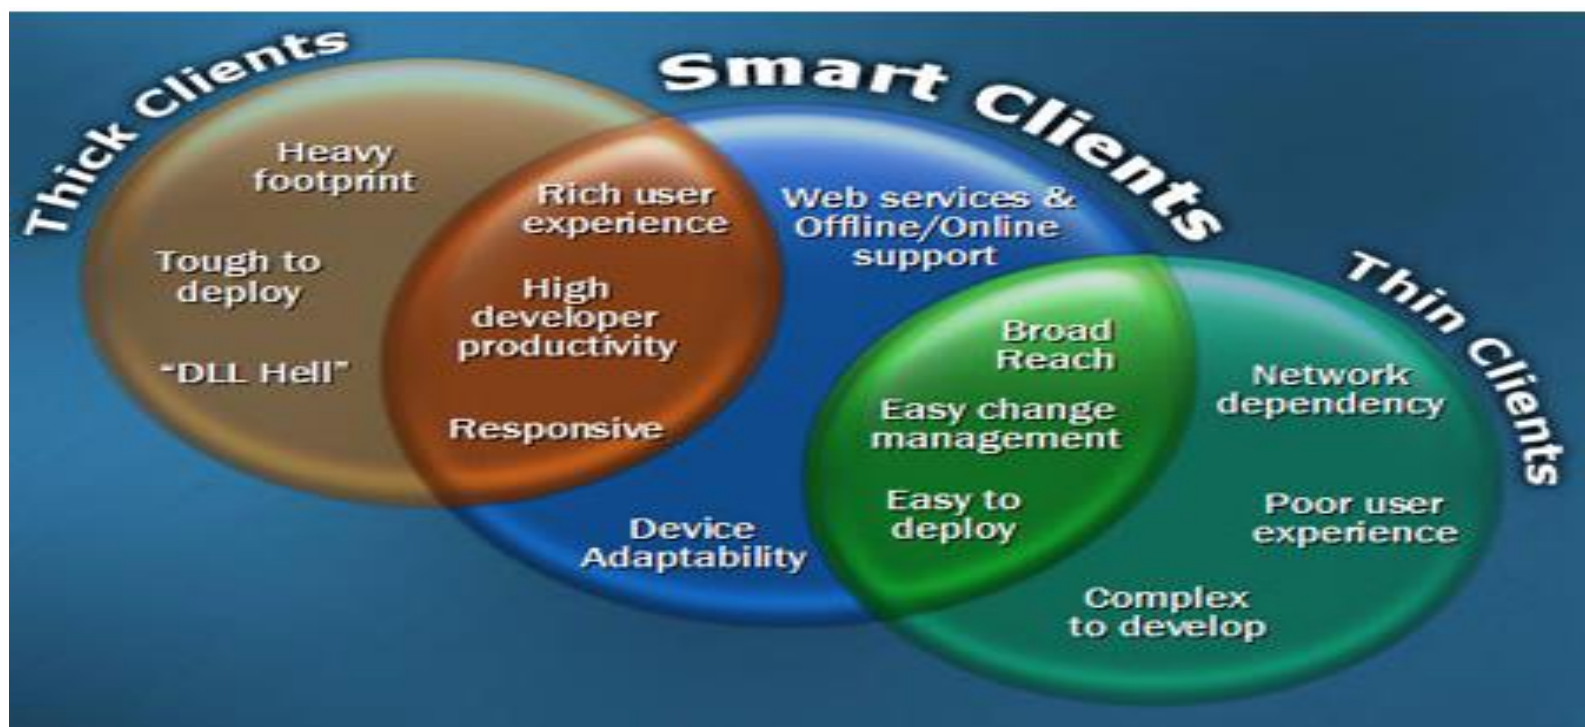 Thick Clients
Smart Clients
Thin Clients
Heavy
footprint
Tough to
deploy
"DLL Hell"
Rich user
experience
High
developer
productivity
Responsive
Web services &
Offline/Online
support
Device
Adaptability
Broad
Reach
Easy change
management
Easy to
deploy
Network
dependency
Poor user
experience
Complex
to develop